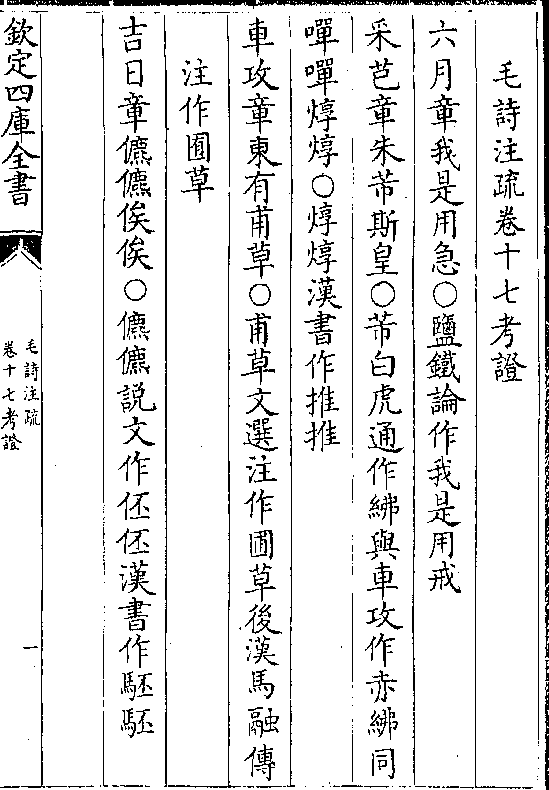 毛詩注疏卷十七考證
六月章我是用急○鹽鐵論作我是用戒
采芑章朱芾斯皇○芾白虎通作紼與車攻作赤紼同
嘽嘽焞焞○焞焞漢書作推推
車攻章東有甫草○甫草文選注作圃草後漢馬融傳
注作圃草
吉日章儦儦俟俟○儦儦說文作伾伾漢書作駓駓
欽定四庫全書
毛詩注疏
卷十七考證
一